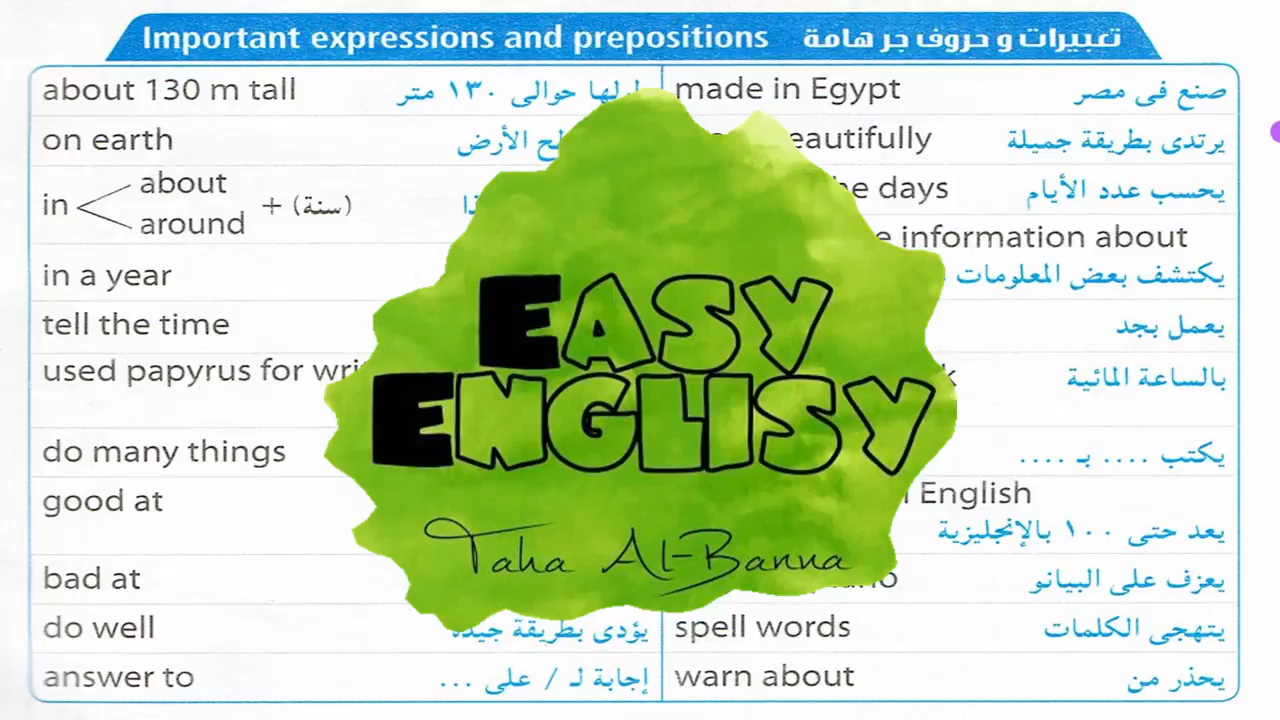 Important expressions and prepositions تعبيرات و حروف جر هامة
about 130 m tall حوالى ١٣٠ متر
made in Egypt صنع فى مصر
on earth الأرض
يرتدى بطريقة جميلة
in about around + (سنة)
days يحسب عدد الأيام
information about
يكتشف بعض المعلومات
in a year
tell the time
يعمل بجد
used papyrus for
بالساعة المائية
do many things
يكتب .... بـ ....
good at
English
يعد حتى ١٠٠ بالإنجليزية
bad at
يعزف على البيانو
do well يؤدى بطريقة جيدة
spell words يتهجى الكلمات
answer to إجابة لـ / على ...
warn about يحذر من
EASY
ENGLISY
Taha Al-Banna